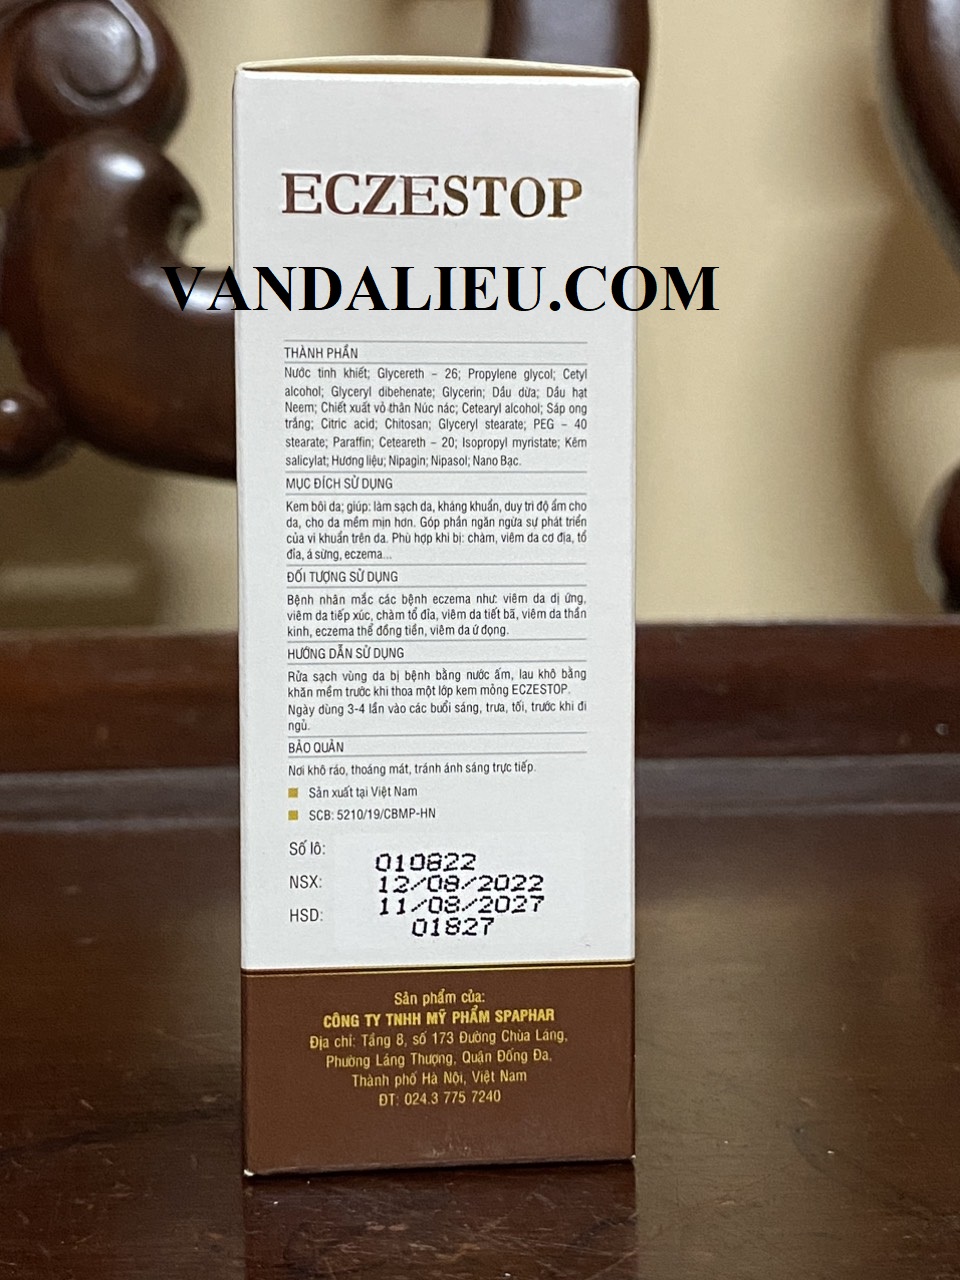 ECZESTOP
VANDALIEU.COM
THÀNH PHẦN
Nước tinh khiết; Glycereth – 26; Propylene glycol; Cetyl
alcohol; Glyceryl dibehenate; Glycerin; Dầu dừa; Dầu hạt
Neem; Chiết xuất vỏ thân Núc nác; Cetearyl alcohol; Sáp ong
trắng; Citric acid; Chitosan; Glyceryl stearate; PEG – 40
stearate; Paraffin; Ceteareth – 20; Isopropyl myristate; Kẽm
salicylat; Hương liệu; Nipagin; Nipasol; Nano Bạc.
MỤC ĐÍCH SỬ DỤNG
Kem bôi da; giúp: làm sạch da, kháng khuẩn, duy trì độ ẩm cho
da, cho da mềm mịn hơn. Góp phần ngăn ngừa sự phát triển
của vi khuẩn trên da. Phù hợp khi bị: chàm, viêm da cơ địa, tổ
đỉa, á sừng, eczema...
ĐỐI TƯỢNG SỬ DỤNG
Bệnh nhân mắc các bệnh eczema như: viêm da dị ứng,
viêm da tiếp xúc, chàm tổ đỉa, viêm da tiết bã, viêm da thần
kinh, eczema thể đồng tiền, viêm da ứ đọng.
HƯỚNG DẪN SỬ DỤNG
Rửa sạch vùng da bị bệnh bằng nước ấm, lau khô bằng
khăn mềm trước khi thoa một lớp kem mỏng ECZESTOP.
Ngày dùng 3-4 lần vào các buổi sáng, trưa, tối, trước khi đi
ngủ.
BẢO QUẢN
Nơi khô ráo, thoáng mát, tránh ánh sáng trực tiếp.
Sản xuất tại Việt Nam
SCB: 5210/19/CBMP-HN
Số lô: 010822
NSX: 12/08/2022
HSD: 11/08/2027
01827
Sản phẩm của:
CÔNG TY TNHH MỸ PHẨM SPAPHAR
Địa chỉ: Tầng 8, số 173 Đường Chùa Láng,
Phường Láng Thượng, Quận Đống Đa,
Thành phố Hà Nội, Việt Nam
ĐT: 024.3 775 7240